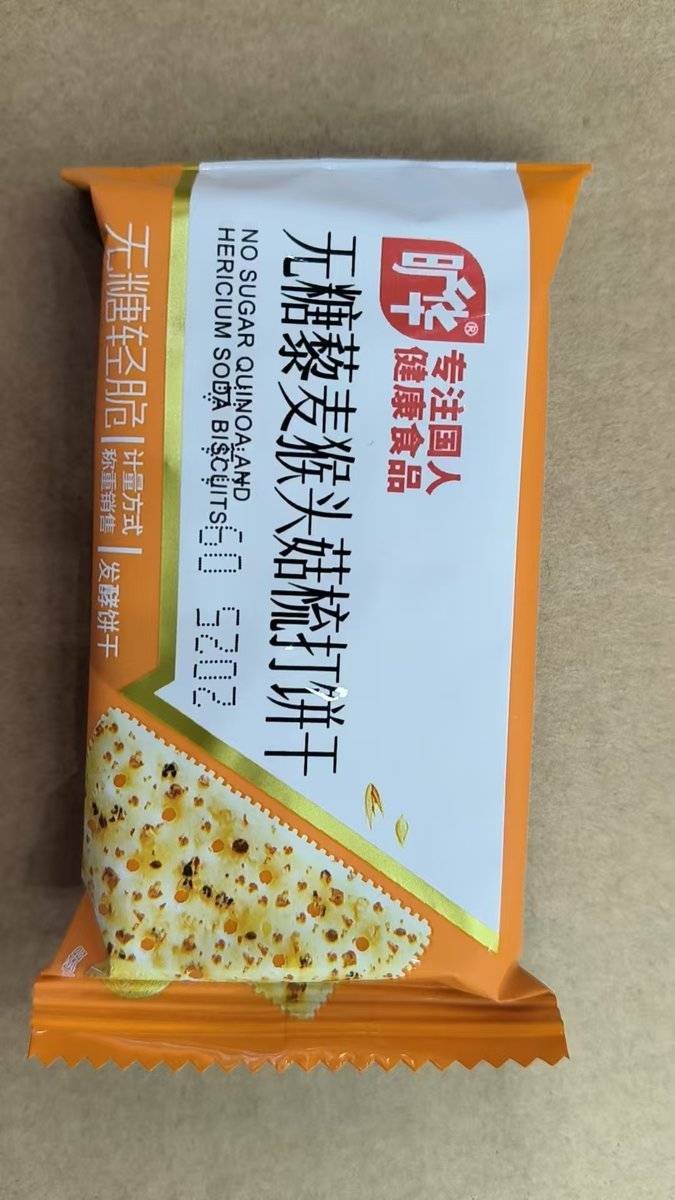 昕华®
专注国人
健康食品
无糖藜麦猴头菇梳打饼干
NO SUGAR QUINOA AND
HERICIUM SODA BISCUITS
无糖轻脆
计量方式
称重销售
发酵饼干